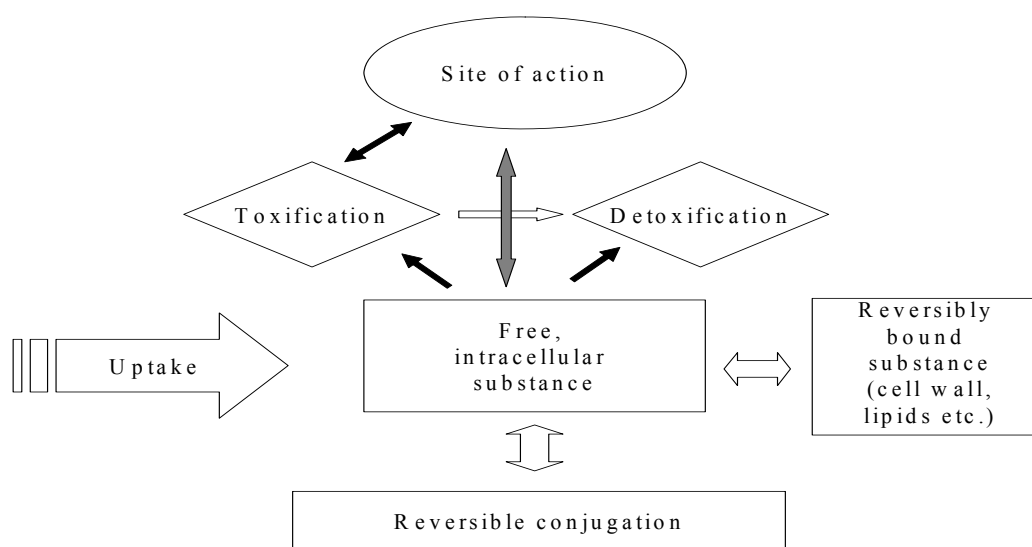 Site of action
Toxification
Detoxification
Free,
intracellular
substance
Reversibly
bound
substance
(cell wall,
lipids etc.)
Uptake
Reversible conjugation